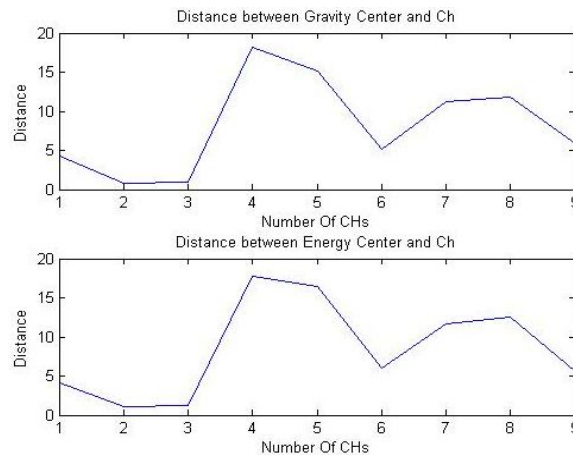 Distance between Gravity Center and Ch
20
15
10
5
0
Distance
1 2 3 4 5 6 7 8 9
Number Of CHs
Distance between Energy Center and Ch
20
15
10
5
0
Distance
1 2 3 4 5 6 7 8 9
Number Of CHs